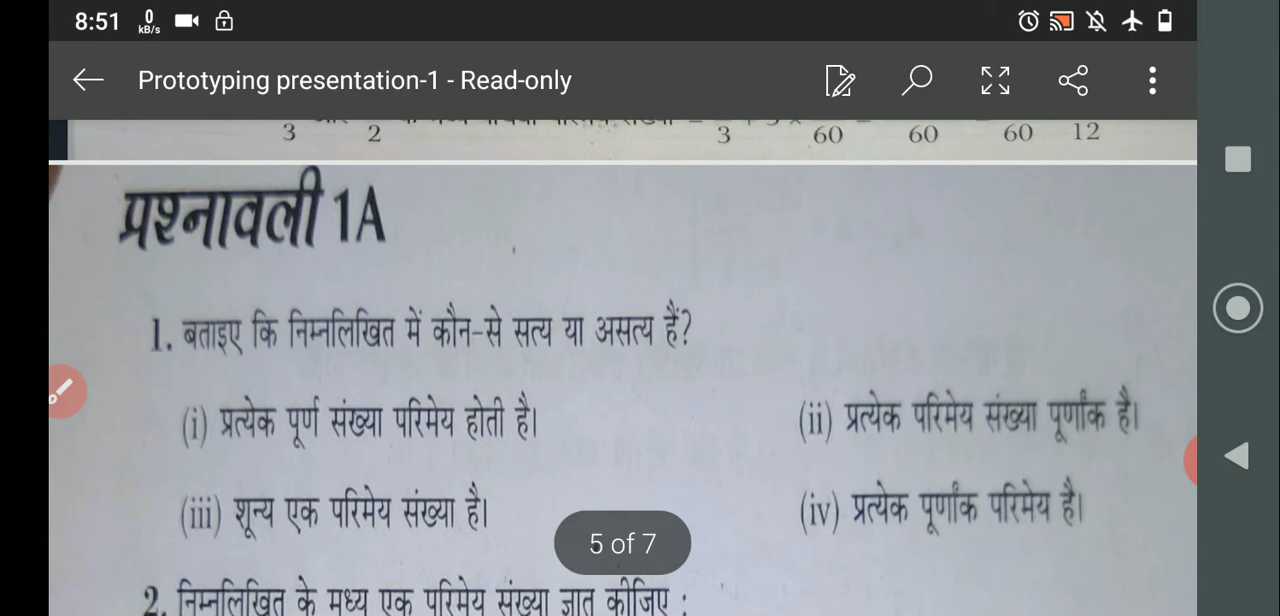 8:51 0 kB/s
Prototyping presentation-1 - Read-only
3 2 3 60 60 60 12
प्रश्नावली 1A
1. बताइए कि निम्नलिखित में कौन-से सत्य या असत्य हैं?
(i) प्रत्येक पूर्ण संख्या परिमेय होती है। (ii) प्रत्येक परिमेय संख्या पूर्णांक है।
(iii) शून्य एक परिमेय संख्या है। (iv) प्रत्येक पूर्णांक परिमेय है।
5 of 7
2. निम्नलिखित के मध्य एक परिमेय संख्या ज्ञात कीजिए :